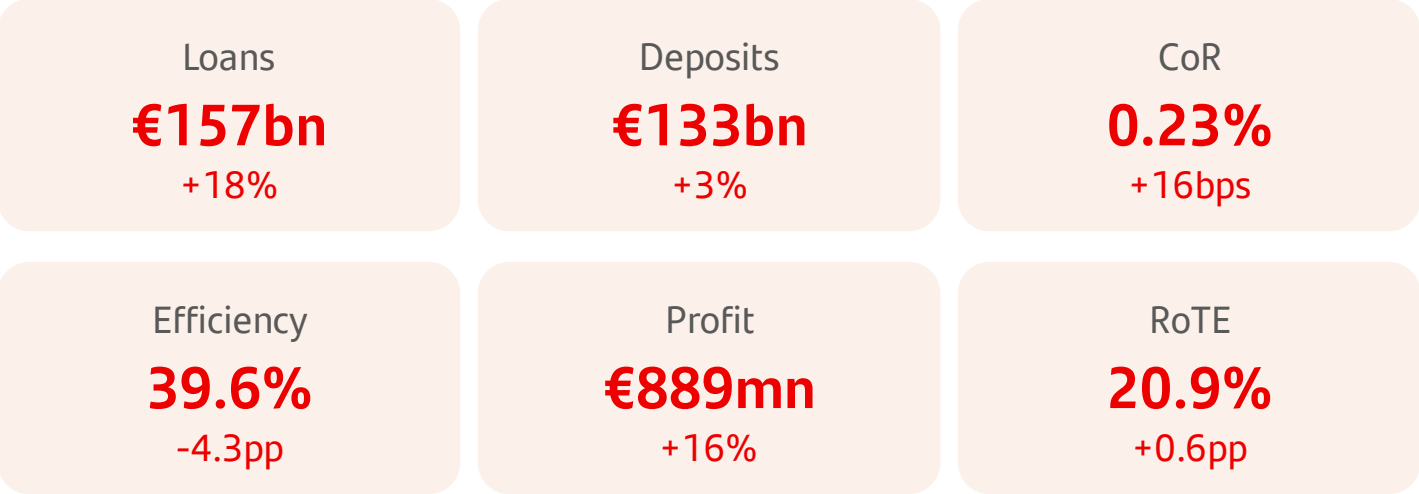 Loans
€157bn
+18%
Deposits
€133bn
+3%
CoR
0.23%
+16bps
Efficiency
39.6%
-4.3pp
Profit
€889mn
+16%
RoTE
20.9%
+0.6pp